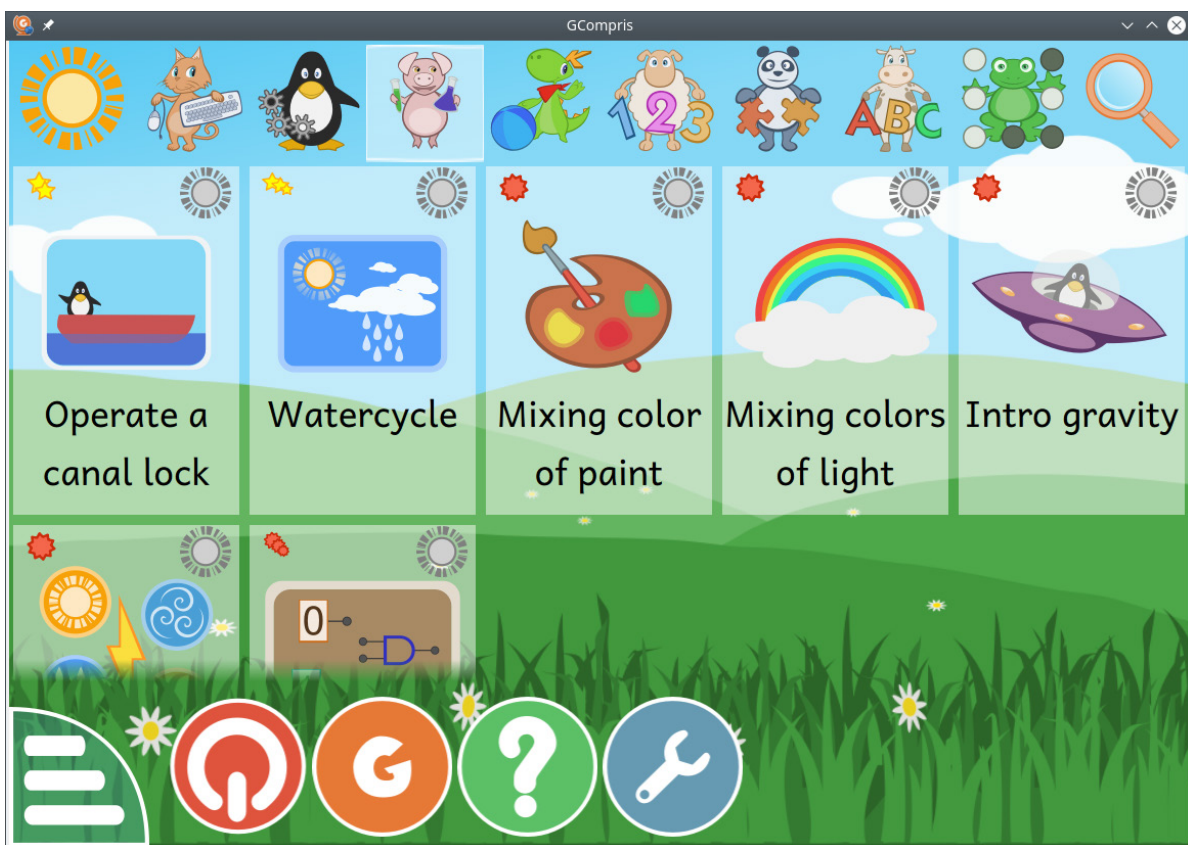 GCompris
123
ABC
Operate a
canal lock
Watercycle
Mixing color
of paint
Mixing colors
of light
Intro gravity
0
G
?